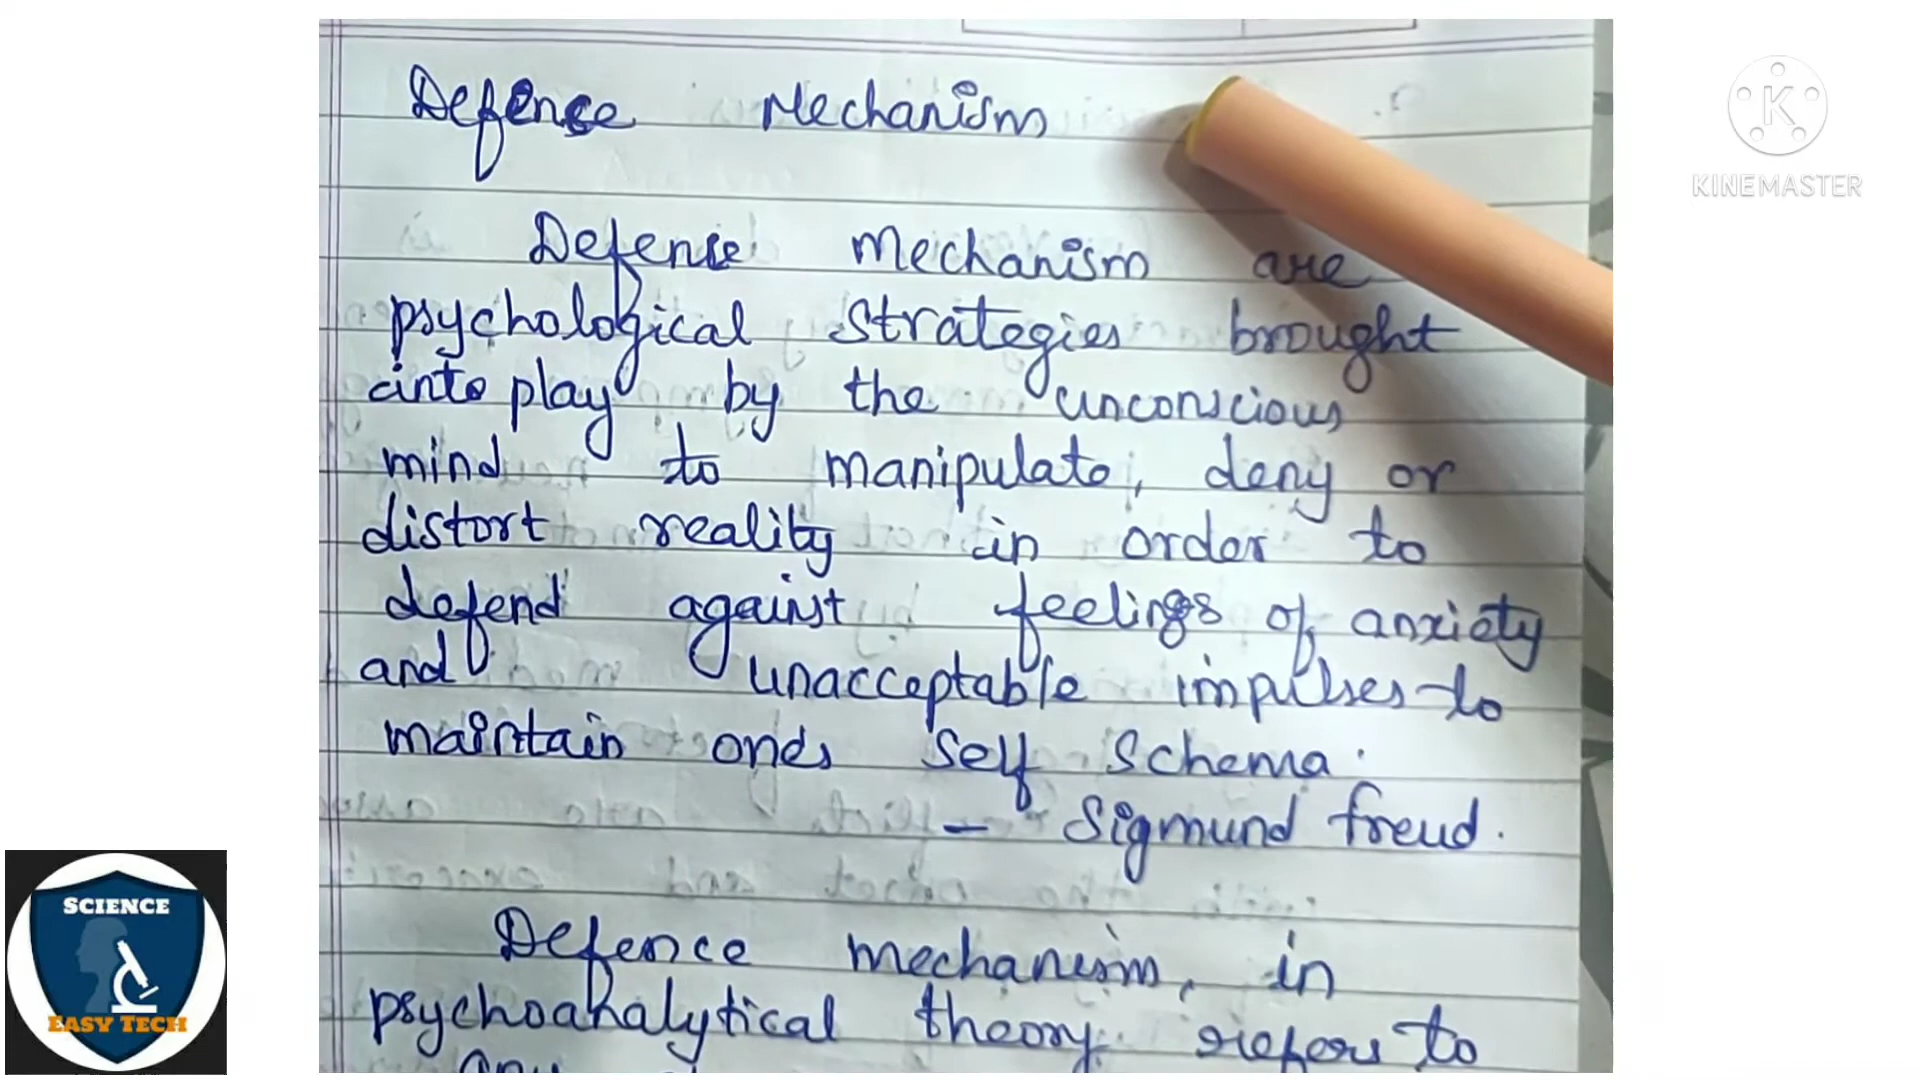 Defense Mechanism
Defense Mechanism are
psychological strategies brought
into play by the unconscious
mind to manipulate, deny or
distort reality in order to
defend against feelings of anxiety
and unacceptable impulses to
maintain ones self schema.
- Sigmund freud.
Defence mechanism, in
psychoanalytical theory refers to
any
KINEMASTER
SCIENCE
EASY TECH